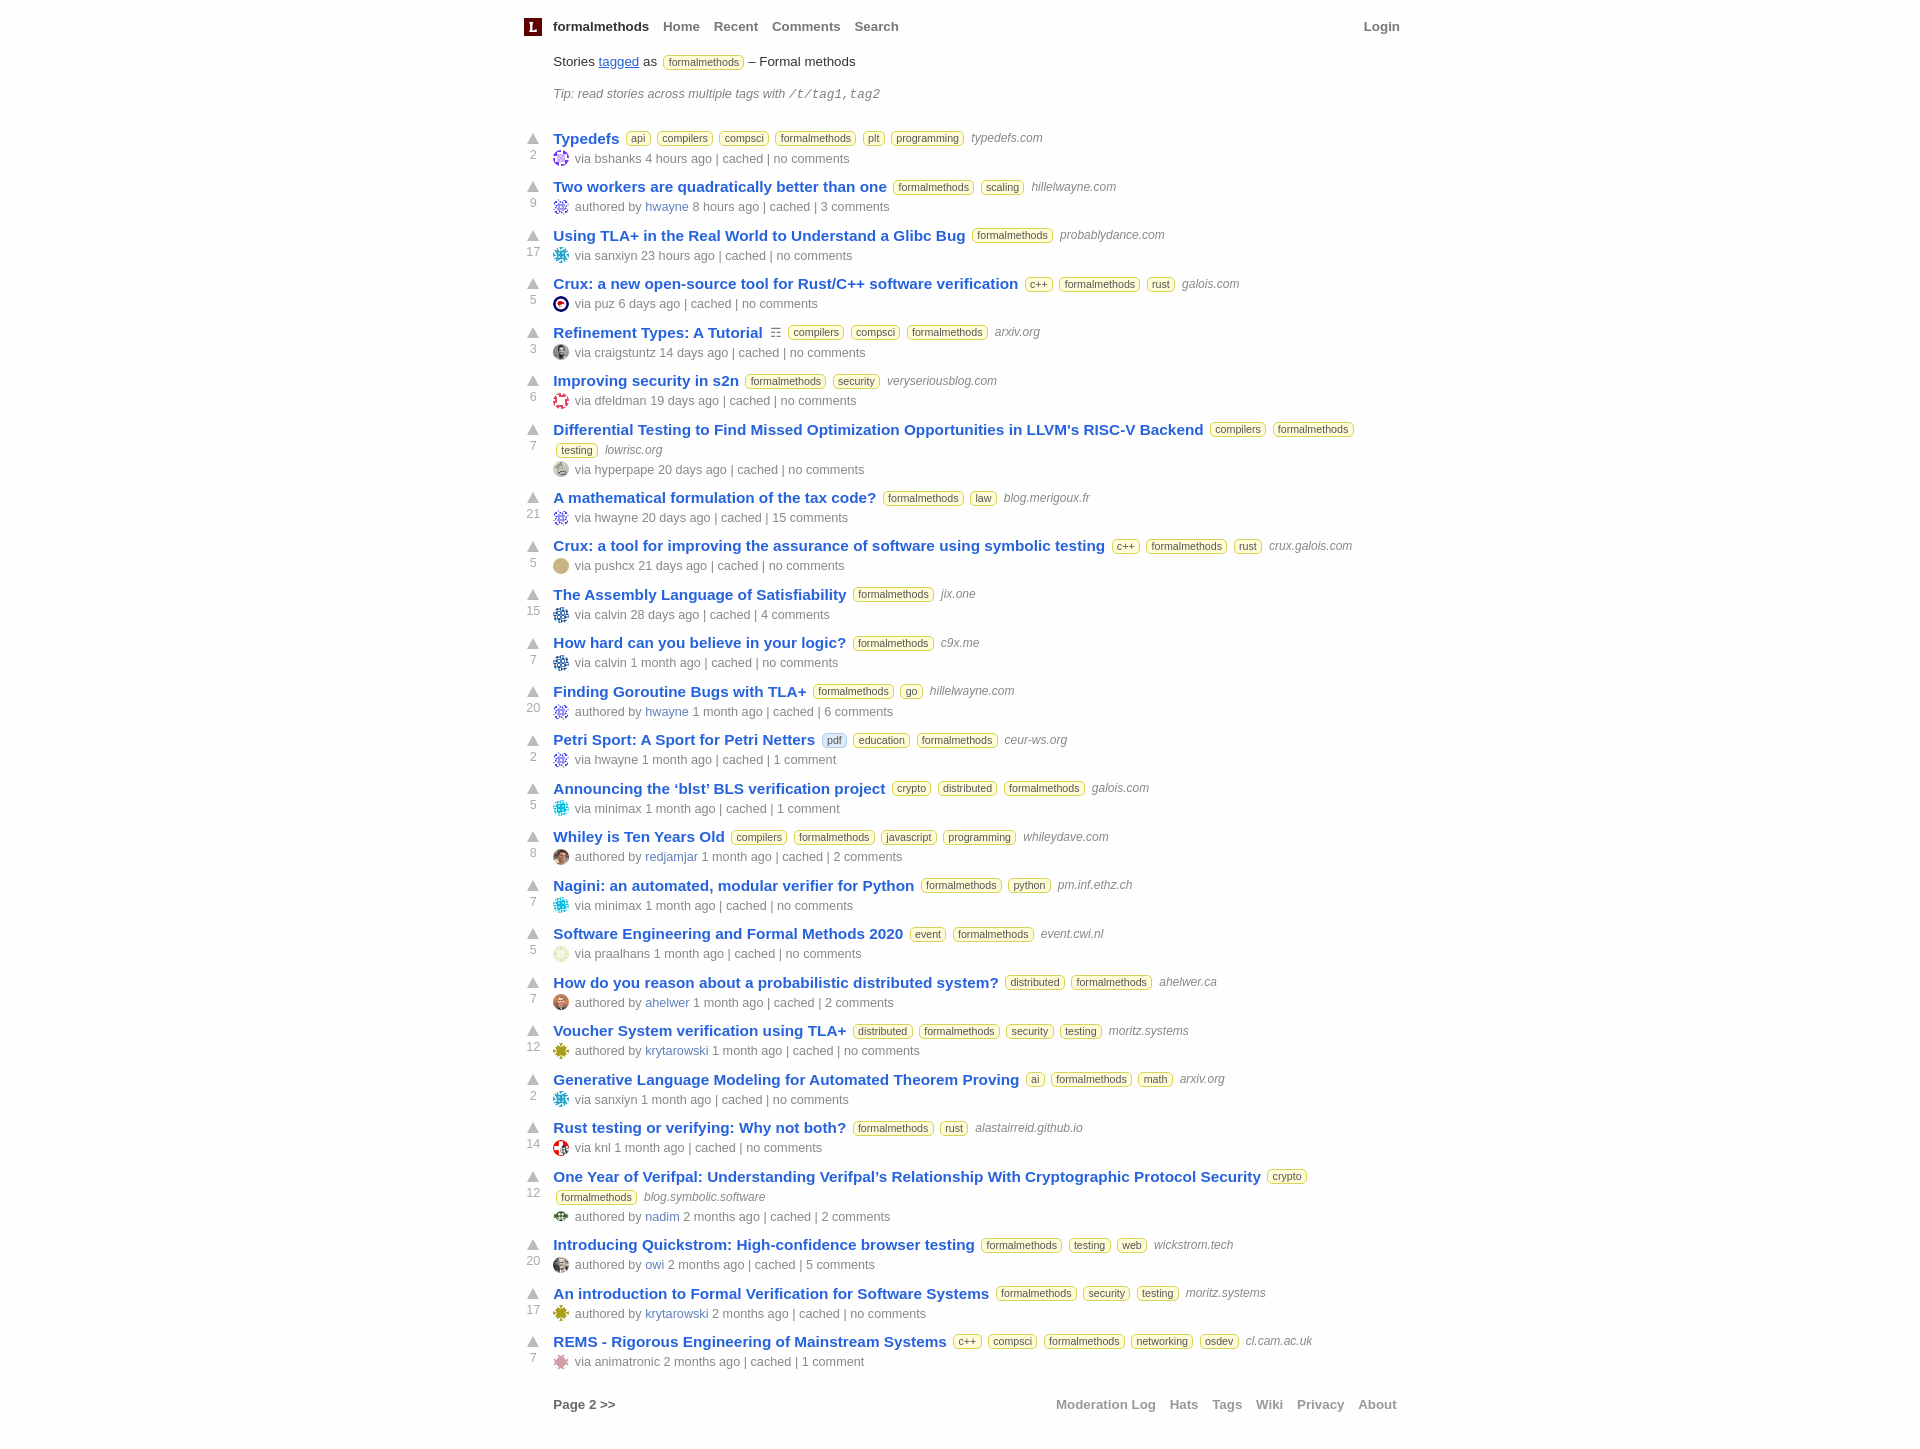 L formalmethods Home Recent Comments Search Login
Stories tagged as formalmethods – Formal methods
Tip: read stories across multiple tags with /t/tag1,tag2
Typedefs api compilers compsci formalmethods plt programming typedefs.com
2 via bshanks 4 hours ago | cached | no comments
Two workers are quadratically better than one formalmethods scaling hillelwayne.com
9 authored by hwayne 8 hours ago | cached | 3 comments
Using TLA+ in the Real World to Understand a Glibc Bug formalmethods probablydance.com
17 via sanxiyn 23 hours ago | cached | no comments
Crux: a new open-source tool for Rust/C++ software verification c++ formalmethods rust galois.com
5 via puz 6 days ago | cached | no comments
Refinement Types: A Tutorial ☶ compilers compsci formalmethods arxiv.org
3 via craigstuntz 14 days ago | cached | no comments
Improving security in s2n formalmethods security veryseriousblog.com
6 via dfeldman 19 days ago | cached | no comments
Differential Testing to Find Missed Optimization Opportunities in LLVM's RISC-V Backend compilers formalmethods
7 testing lowrisc.org
via hyperpape 20 days ago | cached | no comments
A mathematical formulation of the tax code? formalmethods law blog.merigoux.fr
21 via hwayne 20 days ago | cached | 15 comments
Crux: a tool for improving the assurance of software using symbolic testing c++ formalmethods rust crux.galois.com
5 via pushcx 21 days ago | cached | no comments
The Assembly Language of Satisfiability formalmethods jix.one
15 via calvin 28 days ago | cached | 4 comments
How hard can you believe in your logic? formalmethods c9x.me
7 via calvin 1 month ago | cached | no comments
Finding Goroutine Bugs with TLA+ formalmethods go hillelwayne.com
20 authored by hwayne 1 month ago | cached | 6 comments
Petri Sport: A Sport for Petri Netters pdf education formalmethods ceur-ws.org
2 via hwayne 1 month ago | cached | 1 comment
Announcing the ‘blst’ BLS verification project crypto distributed formalmethods galois.com
5 via minimax 1 month ago | cached | 1 comment
Whiley is Ten Years Old compilers formalmethods javascript programming whileydave.com
8 authored by redjamjar 1 month ago | cached | 2 comments
Nagini: an automated, modular verifier for Python formalmethods python pm.inf.ethz.ch
7 via minimax 1 month ago | cached | no comments
Software Engineering and Formal Methods 2020 event formalmethods event.cwi.nl
5 via praalhans 1 month ago | cached | no comments
How do you reason about a probabilistic distributed system? distributed formalmethods ahelwer.ca
7 authored by ahelwer 1 month ago | cached | 2 comments
Voucher System verification using TLA+ distributed formalmethods security testing moritz.systems
12 authored by krytarowski 1 month ago | cached | no comments
Generative Language Modeling for Automated Theorem Proving ai formalmethods math arxiv.org
2 via sanxiyn 1 month ago | cached | no comments
Rust testing or verifying: Why not both? formalmethods rust alastairreid.github.io
14 via knl 1 month ago | cached | no comments
One Year of Verifpal: Understanding Verifpal’s Relationship With Cryptographic Protocol Security crypto
12 formalmethods blog.symbolic.software
authored by nadim 2 months ago | cached | 2 comments
Introducing Quickstrom: High-confidence browser testing formalmethods testing web wickstrom.tech
20 authored by owi 2 months ago | cached | 5 comments
An introduction to Formal Verification for Software Systems formalmethods security testing moritz.systems
17 authored by krytarowski 2 months ago | cached | no comments
REMS - Rigorous Engineering of Mainstream Systems c++ compsci formalmethods networking osdev cl.cam.ac.uk
7 via animatronic 2 months ago | cached | 1 comment
Page 2 >> Moderation Log Hats Tags Wiki Privacy About